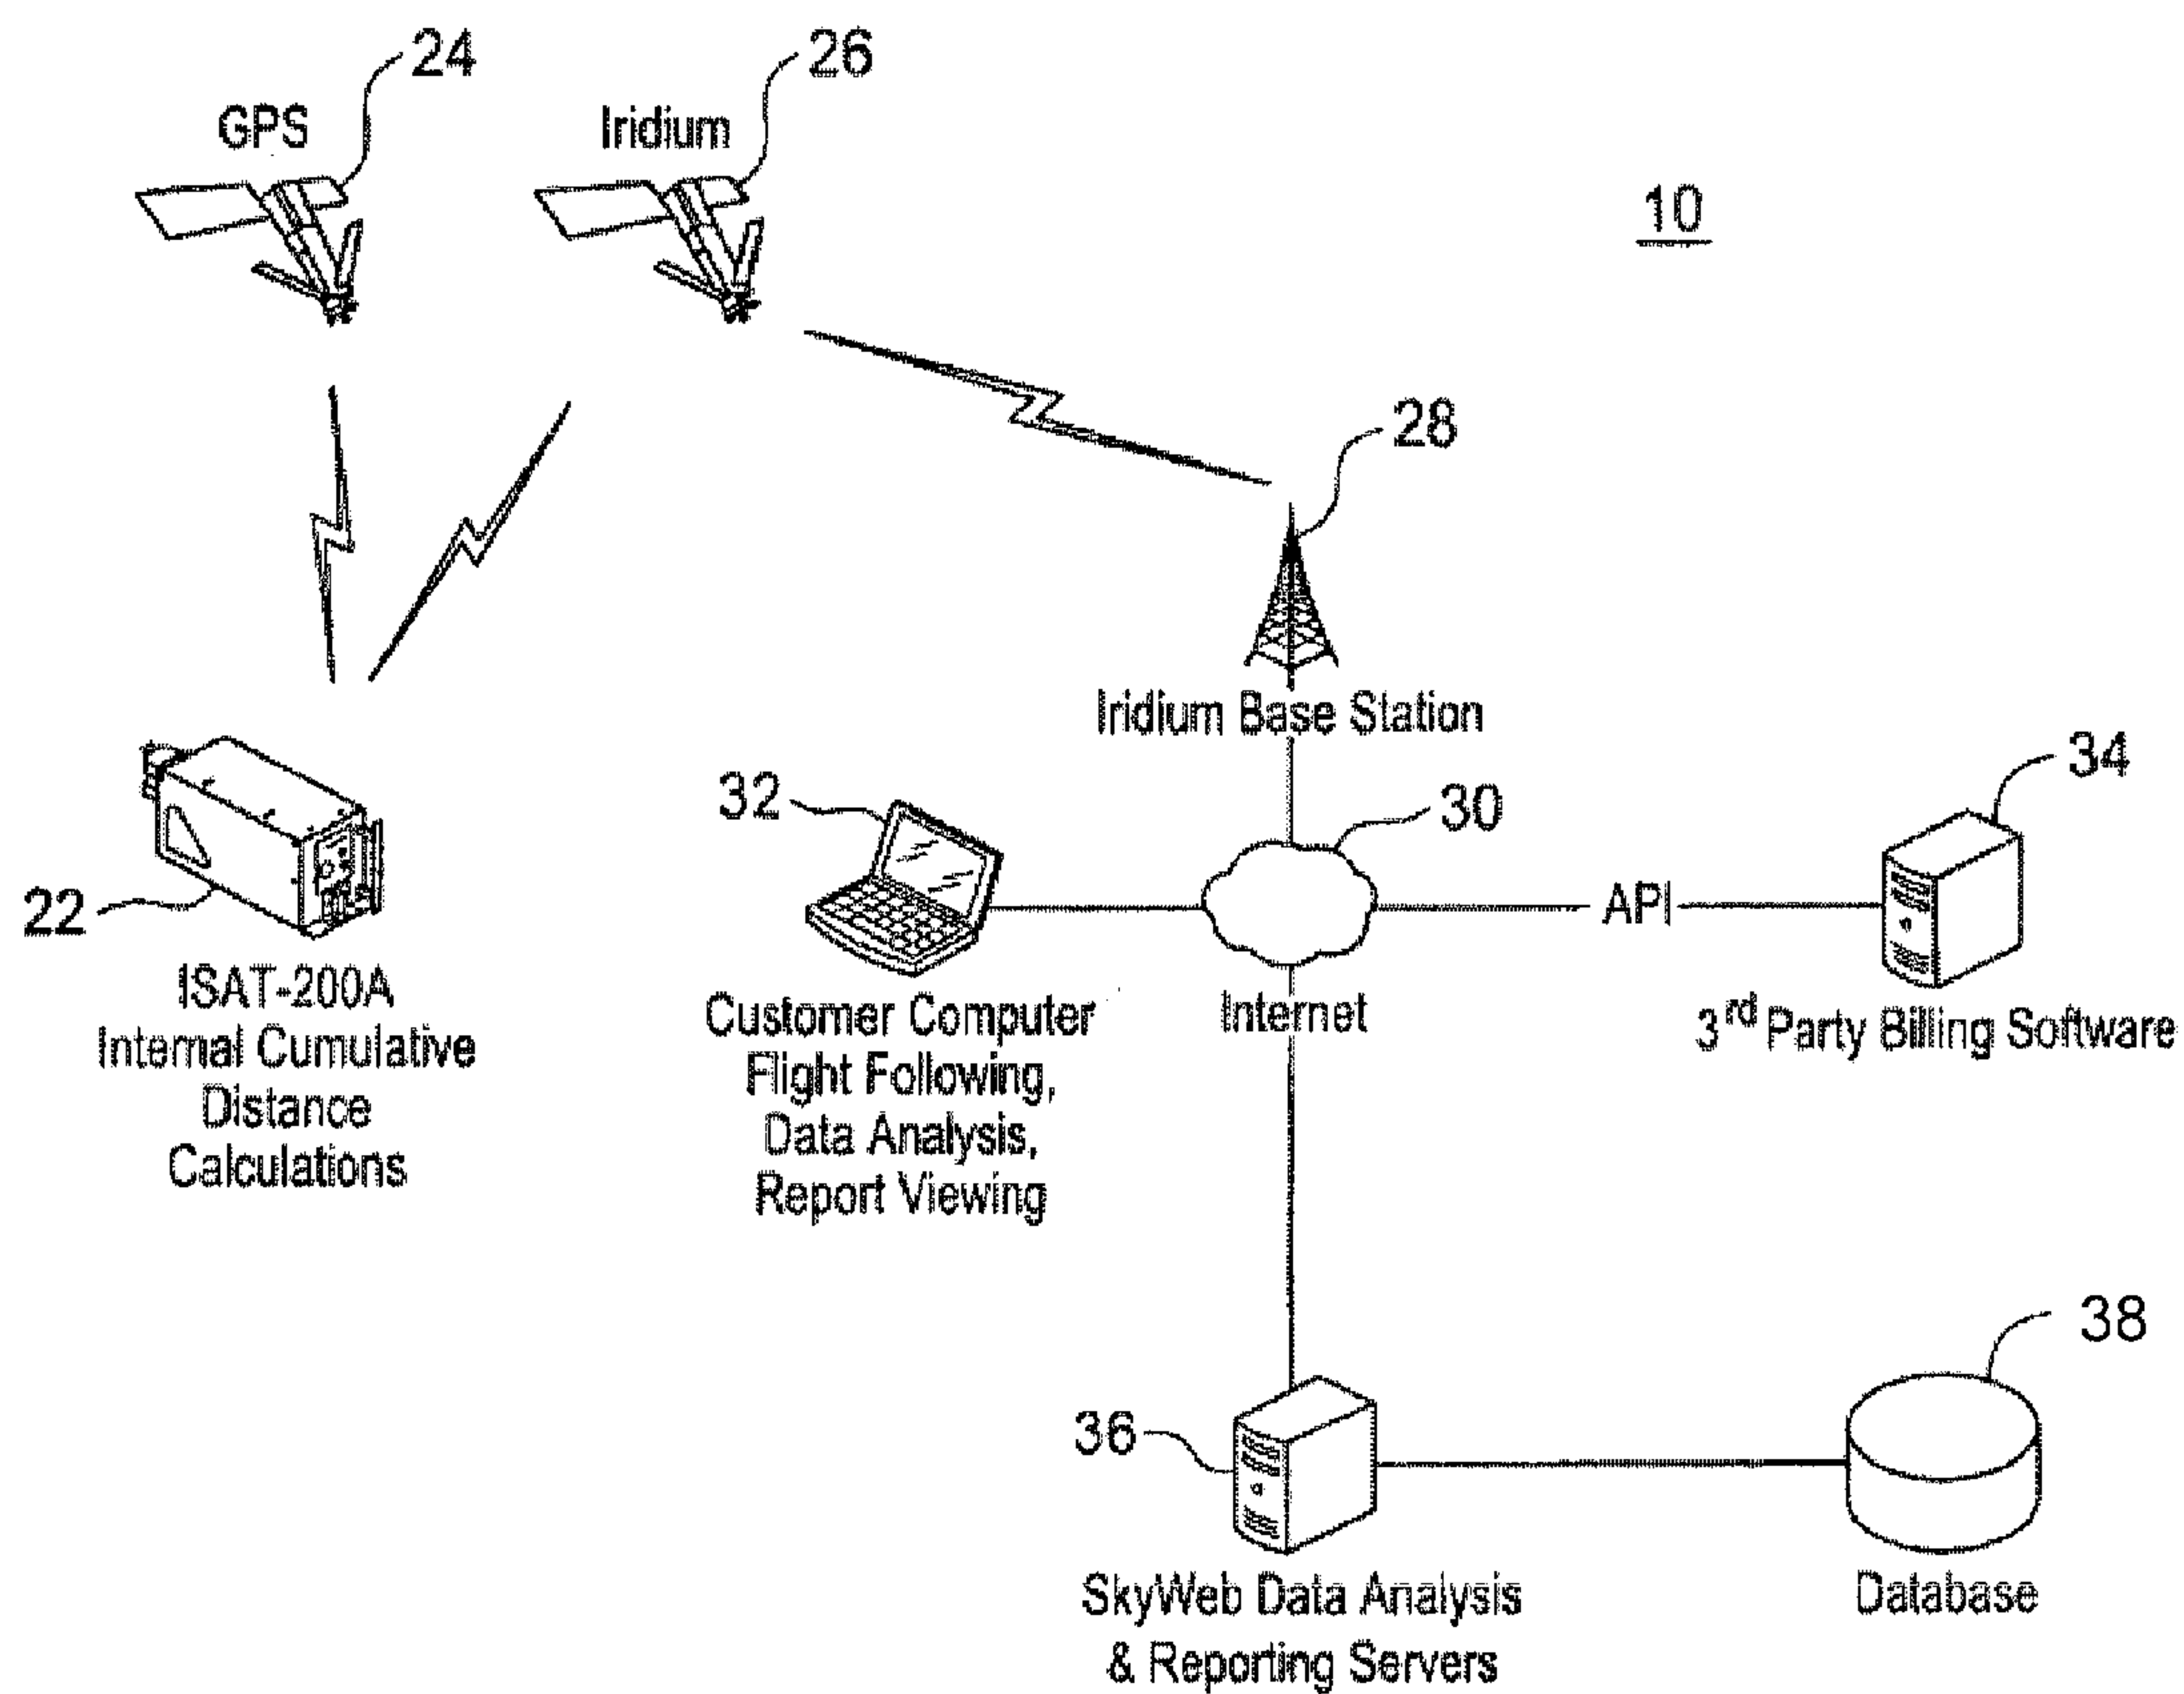 24
26
GPS
Iridium
10
28
Iridium Base Station
34
32
30
API
22
ISAT-200A
Internal Cumulative
Distance
Calculations
Customer Computer
Flight Following,
Data Analysis,
Report Viewing
Internet
3rd Party Billing Software
38
36
SkyWeb Data Analysis
& Reporting Servers
Database